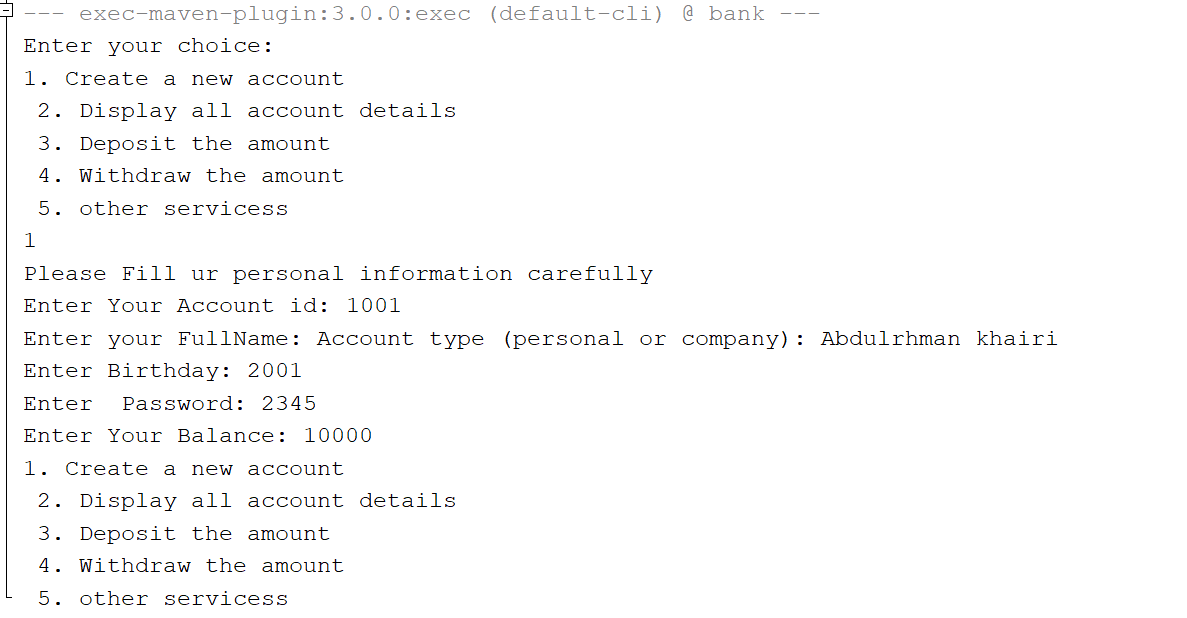 --- exec-maven-plugin:3.0.0:exec (default-cli) @ bank ---
Enter your choice:
1. Create a new account
 2. Display all account details
 3. Deposit the amount
 4. Withdraw the amount
 5. other servicess
1
Please Fill ur personal information carefully
Enter Your Account id: 1001
Enter your FullName: Account type (personal or company): Abdulrhman khairi
Enter Birthday: 2001
Enter  Password: 2345
Enter Your Balance: 10000
1. Create a new account
 2. Display all account details
 3. Deposit the amount
 4. Withdraw the amount
 5. other servicess